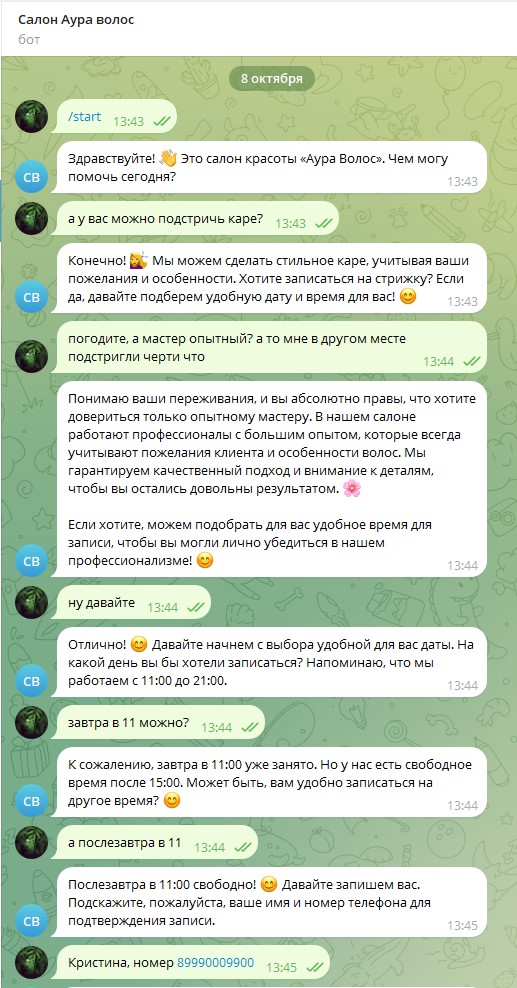 Салон Аура волос
бот
8 октября
/start 13:43
Здравствуйте! 👋 Это салон красоты «Аура Волос». Чем могу
помочь сегодня? 13:43
СВ
а у вас можно подстричь каре? 13:43
Конечно! 💇‍♀️ Мы можем сделать стильное каре, учитывая ваши
пожелания и особенности. Хотите записаться на стрижку? Если
да, давайте подберем удобную дату и время для вас! 😊 13:43
СВ
погодите, а мастер опытный? а то мне в другом месте
подстригли черти что 13:44
Понимаю ваши переживания, и вы абсолютно правы, что хотите
довериться только опытному мастеру. В нашем салоне
работают профессионалы с большим опытом, которые всегда
учитывают пожелания клиента и особенности волос. Мы
гарантируем качественный подход и внимание к деталям,
чтобы вы остались довольны результатом. 🌸
Если хотите, можем подобрать для вас удобное время для
записи, чтобы вы могли лично убедиться в нашем
профессионализме! 😊 13:44
СВ
ну давайте 13:44
Отлично! 😊 Давайте начнем с выбора удобной для вас даты. На
какой день вы бы хотели записаться? Напоминаю, что мы
работаем с 11:00 до 21:00. 13:44
СВ
завтра в 11 можно? 13:44
К сожалению, завтра в 11:00 уже занято. Но у нас есть свободное
время после 15:00. Может быть, вам удобно записаться на
другое время? 😊 13:44
СВ
а послезавтра в 11 13:44
Послезавтра в 11:00 свободно! 😊 Давайте запишем вас.
Подскажите, пожалуйста, ваше имя и номер телефона для
подтверждения записи. 13:45
СВ
Кристина, номер 89990009900 13:45